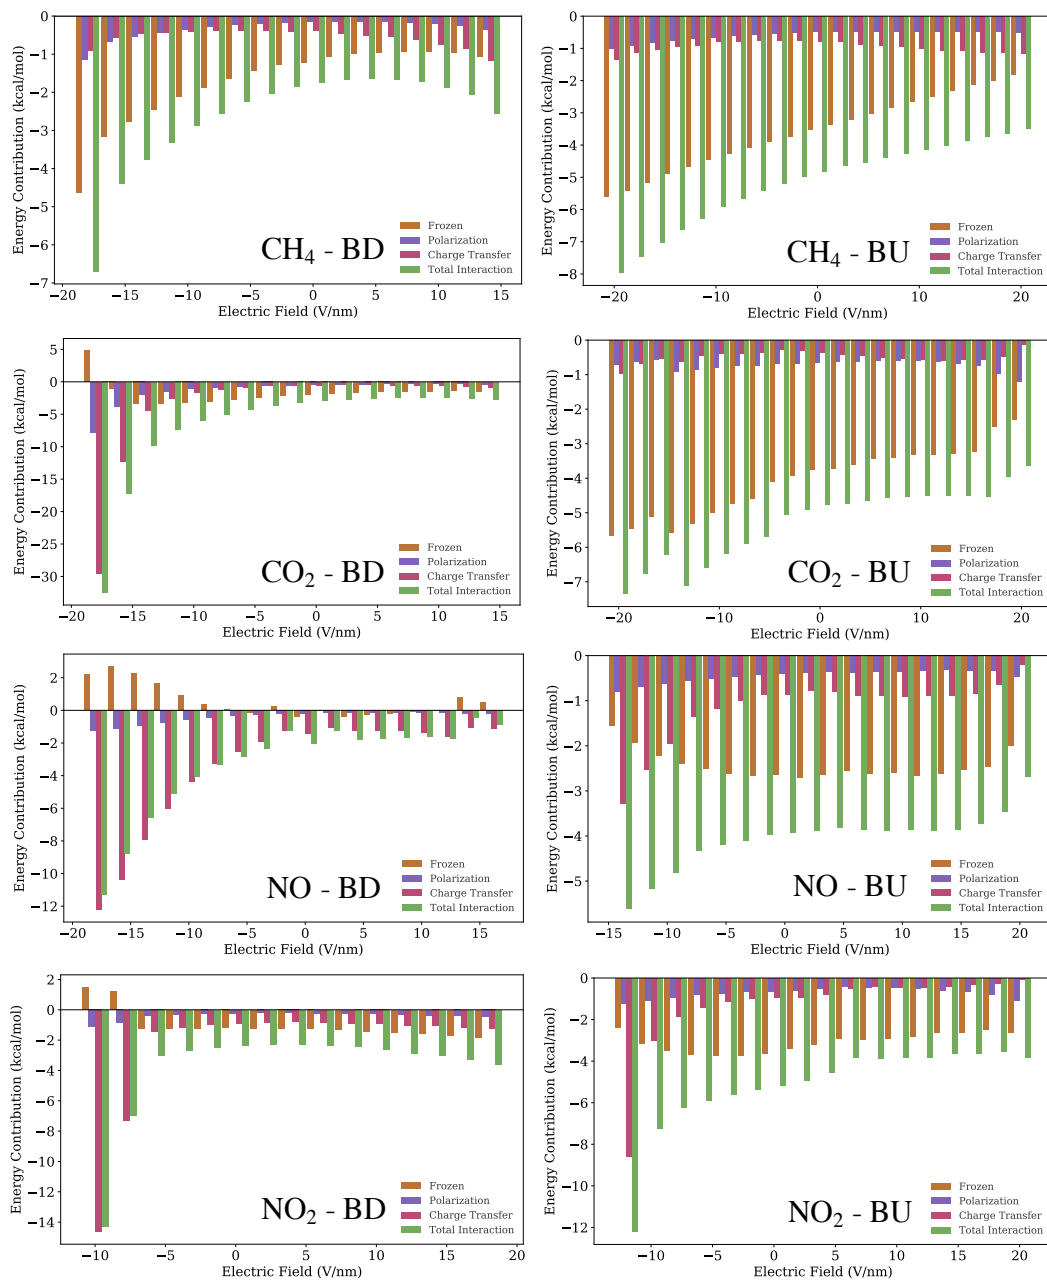 0
−1
−2
−3
−4
−5
−6
−7
Energy Contribution (kcal/mol)
−20 −15 −10 −5 0 5 10 15
Electric Field (V/nm)
CH₄ - BD
Frozen
Polarization
Charge Transfer
Total Interaction
0
−1
−2
−3
−4
−5
−6
−7
−8
Energy Contribution (kcal/mol)
−20 −10 0 10 20
Electric Field (V/nm)
CH₄ - BU
Frozen
Polarization
Charge Transfer
Total Interaction
5
0
−5
−10
−15
−20
−25
−30
Energy Contribution (kcal/mol)
−20 −15 −10 −5 0 5 10 15
Electric Field (V/nm)
CO₂ - BD
Frozen
Polarization
Charge Transfer
Total Interaction
0
−1
−2
−3
−4
−5
−6
−7
Energy Contribution (kcal/mol)
−20 −10 0 10 20
Electric Field (V/nm)
CO₂ - BU
Frozen
Polarization
Charge Transfer
Total Interaction
2
0
−2
−4
−6
−8
−10
−12
Energy Contribution (kcal/mol)
−20 −15 −10 −5 0 5 10 15
Electric Field (V/nm)
NO - BD
Frozen
Polarization
Charge Transfer
Total Interaction
0
−1
−2
−3
−4
−5
Energy Contribution (kcal/mol)
−15 −10 −5 0 5 10 15 20
Electric Field (V/nm)
NO - BU
Frozen
Polarization
Charge Transfer
Total Interaction
2
0
−2
−4
−6
−8
−10
−12
−14
Energy Contribution (kcal/mol)
−10 −5 0 5 10 15 20
Electric Field (V/nm)
NO₂ - BD
Frozen
Polarization
Charge Transfer
Total Interaction
0
−2
−4
−6
−8
−10
−12
Energy Contribution (kcal/mol)
−10 −5 0 5 10 15 20
Electric Field (V/nm)
NO₂ - BU
Frozen
Polarization
Charge Transfer
Total Interaction